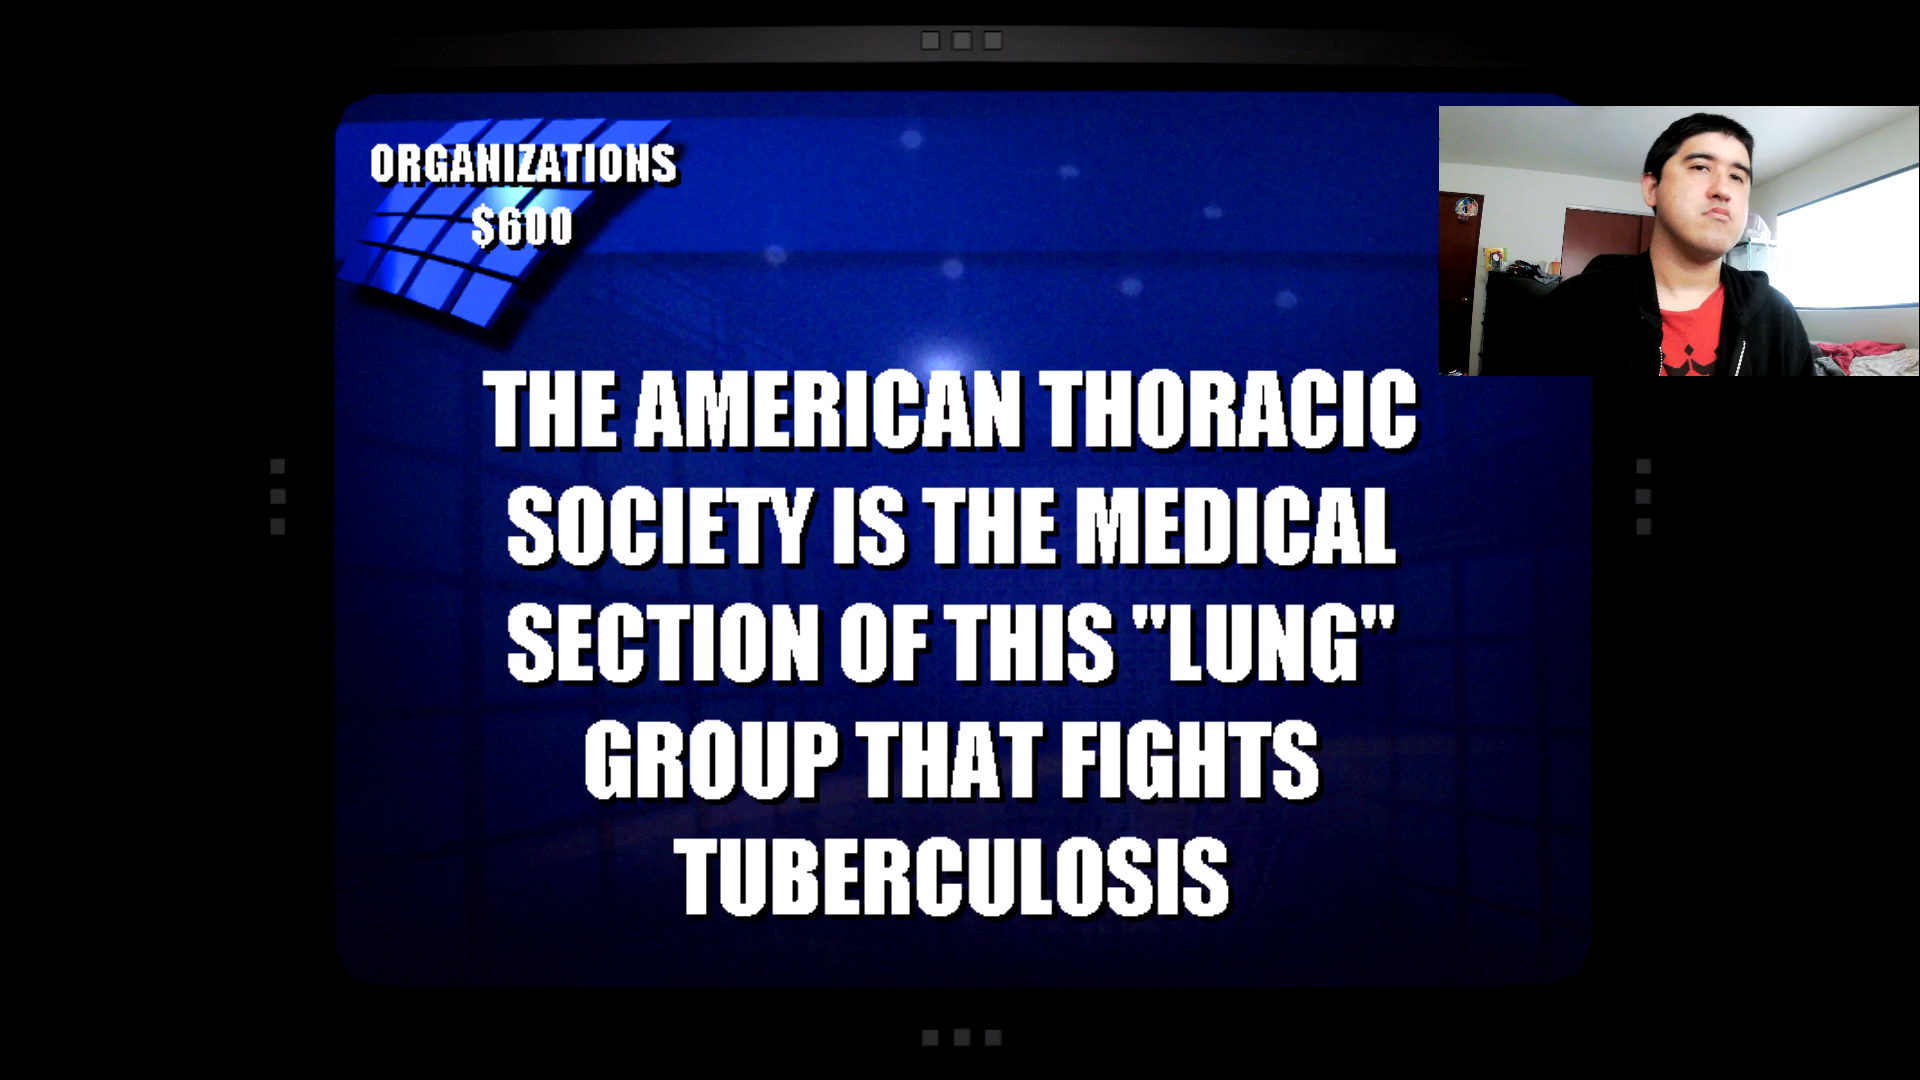 ORGANIZATIONS
$600
THE AMERICAN THORACIC
SOCIETY IS THE MEDICAL
SECTION OF THIS "LUNG"
GROUP THAT FIGHTS
TUBERCULOSIS